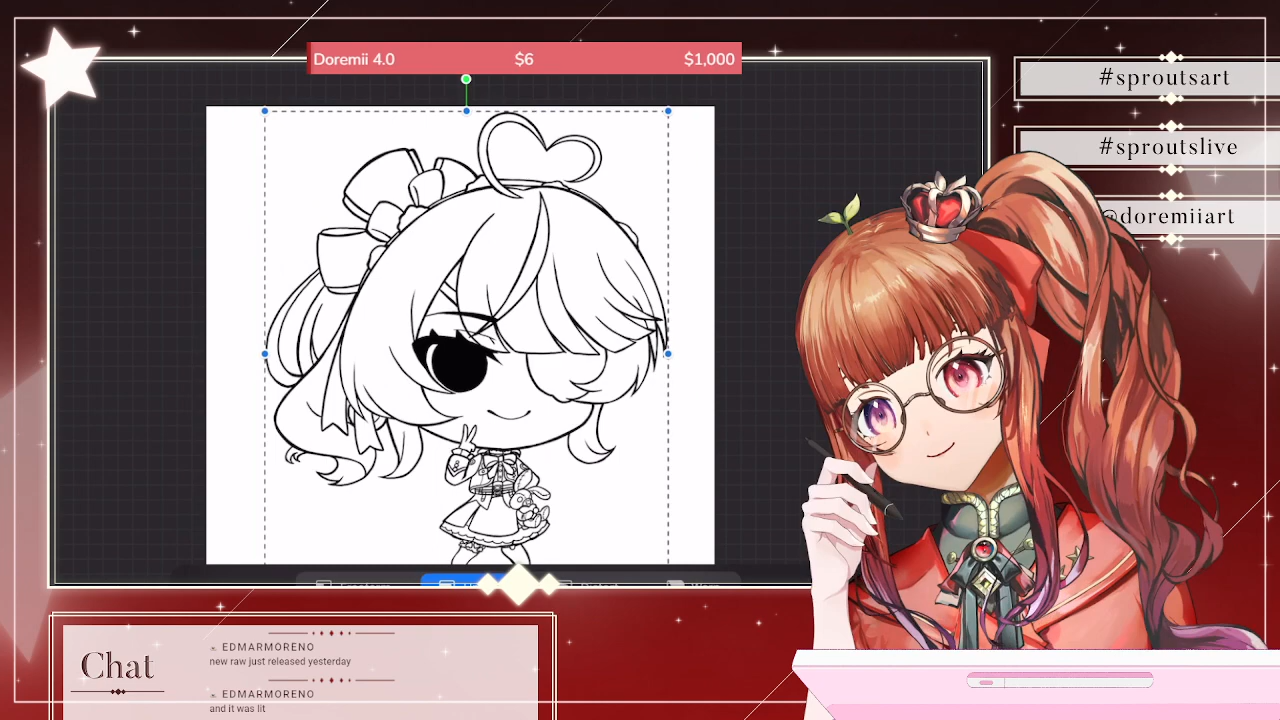 Doremii 4.0 $6 $1,000
#sproutsart
#sproutslive
@doremiiart
Chat
EDMARMORENO
new raw just released yesterday
EDMARMORENO
and it was lit